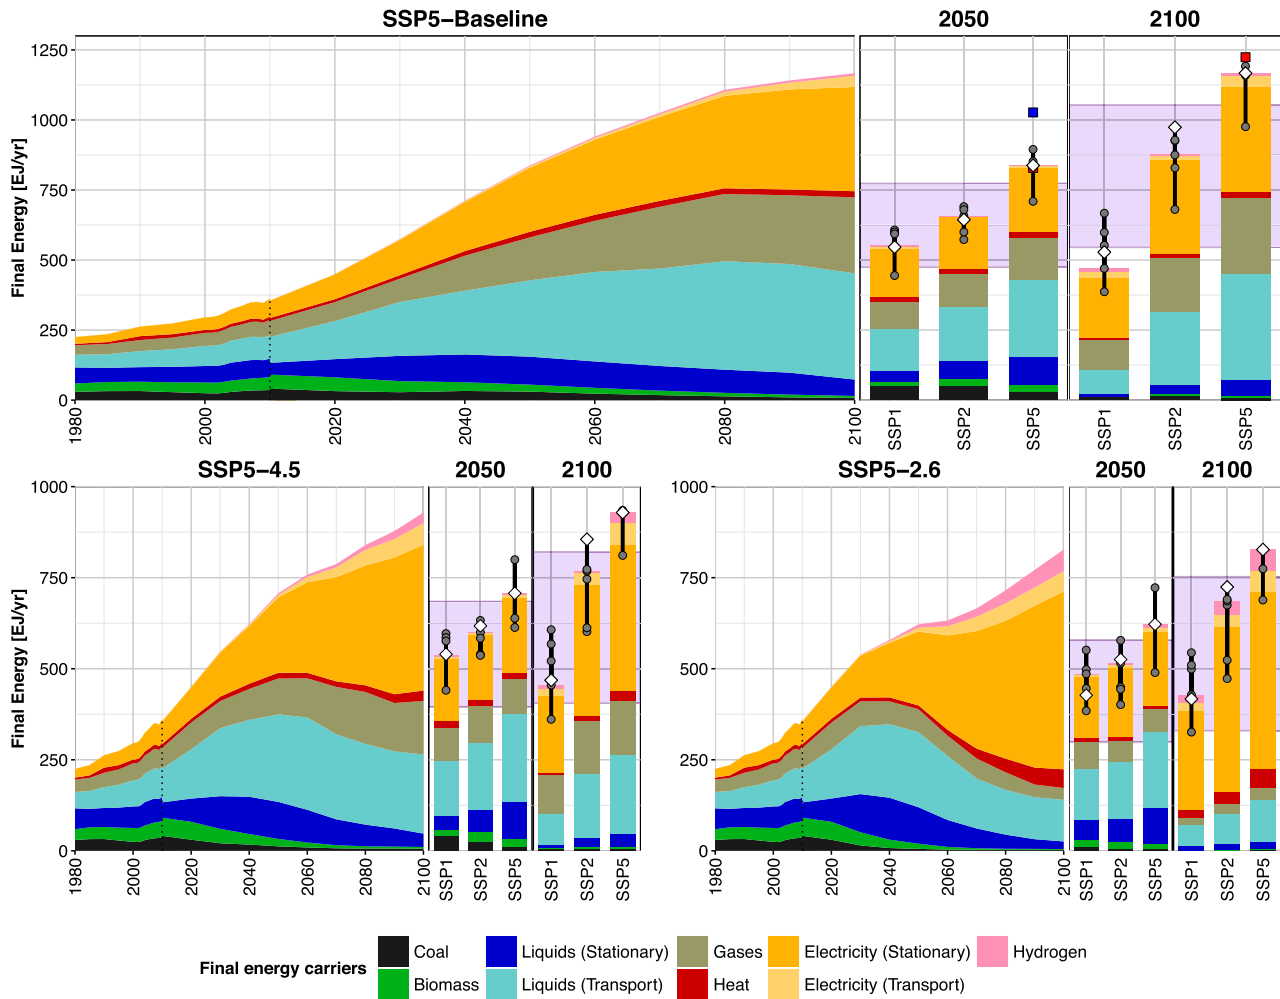 SSP5−Baseline 2050 2100
Final Energy [EJ/yr]
1250
1000
750
500
250
0
1980 2000 2020 2040 2060 2080 2100 SSP1 SSP2 SSP5 SSP1 SSP2 SSP5
SSP5−4.5 2050 2100 SSP5−2.6 2050 2100
Final Energy [EJ/yr]
1000 1000
750 750
500 500
250 250
0 0
1980 2000 2020 2040 2060 2080 2100 SSP1 SSP2 SSP5 SSP1 SSP2 SSP5 1980 2000 2020 2040 2060 2080 2100 SSP1 SSP2 SSP5 SSP1 SSP2 SSP5
Final energy carriers
Coal Liquids (Stationary) Gases Electricity (Stationary) Hydrogen
Biomass Liquids (Transport) Heat Electricity (Transport)